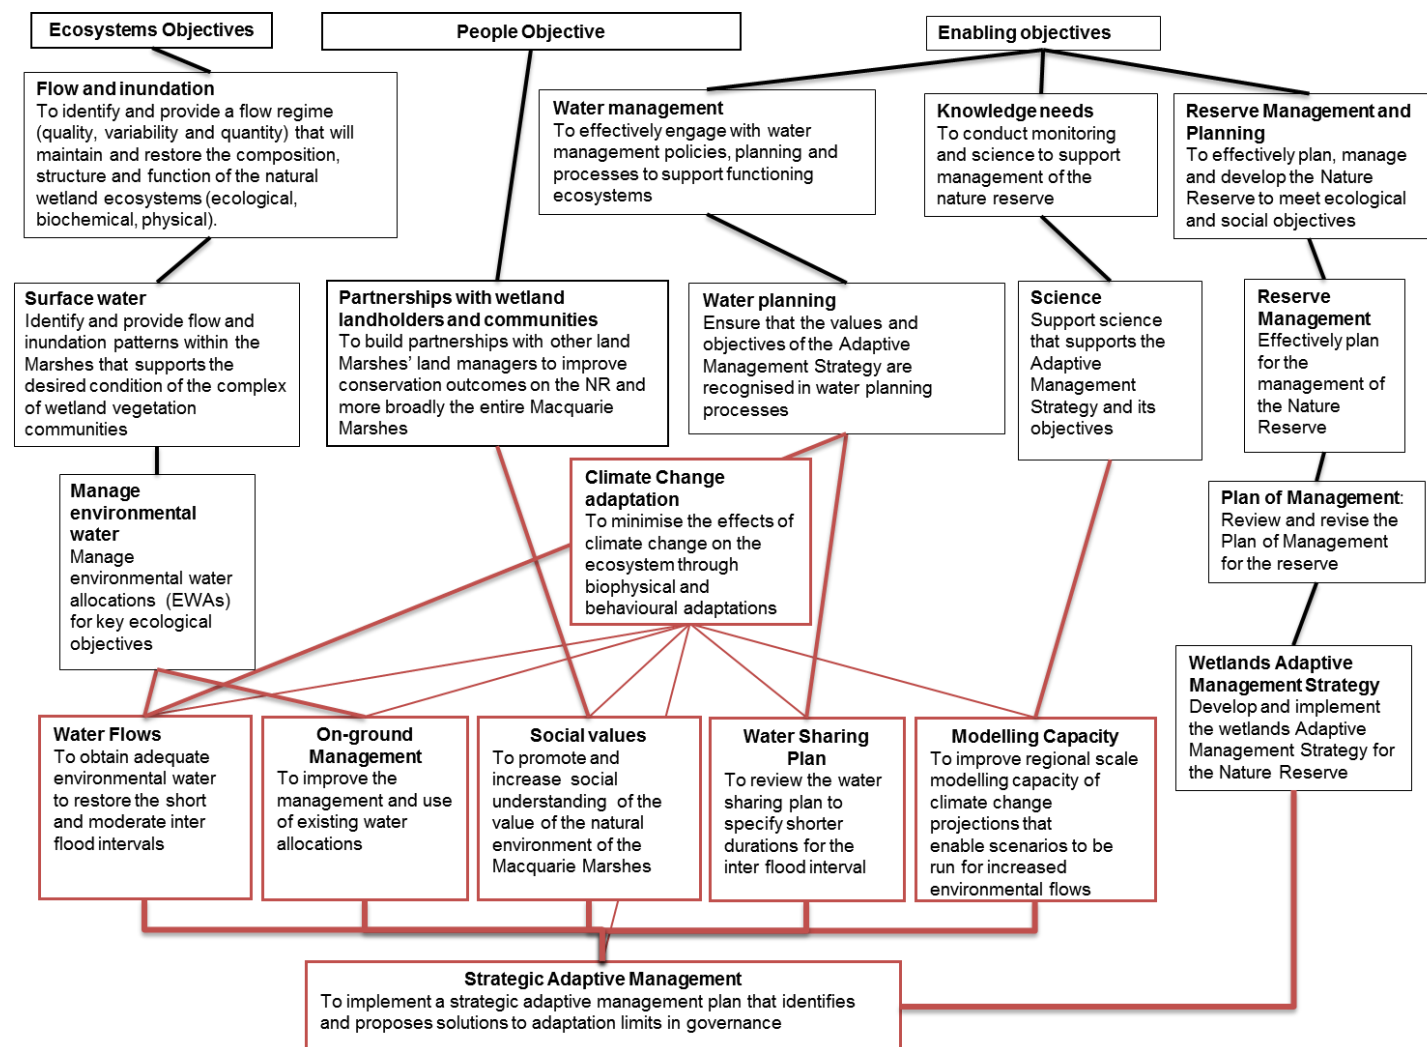 Ecosystems Objectives
People Objective
Enabling objectives
Flow and inundation
To identify and provide a flow regime
(quality, variability and quantity) that will
maintain and restore the composition,
structure and function of the natural
wetland ecosystems (ecological,
biochemical, physical).
Water management
To effectively engage with water
management policies, planning and
processes to support functioning
ecosystems
Knowledge needs
To conduct monitoring
and science to support
management of the
nature reserve
Reserve Management and
Planning
To effectively plan, manage
and develop the Nature
Reserve to meet ecological
and social objectives
Surface water
Identify and provide flow and
inundation patterns within the
Marshes that supports the
desired condition of the complex
of wetland vegetation
communities
Partnerships with wetland
landholders and communities
To build partnerships with other land
Marshes' land managers to improve
conservation outcomes on the NR and
more broadly the entire Macquarie
Marshes
Water planning
Ensure that the values and
objectives of the Adaptive
Management Strategy are
recognised in water planning
processes
Science
Support science
that supports the
Adaptive
Management
Strategy and its
objectives
Reserve
Management
Effectively plan
for the
management of
the Nature
Reserve
Manage
environmental
water
Manage
environmental water
allocations (EWAs)
for key ecological
objectives
Climate Change
adaptation
To minimise the effects of
climate change on the
ecosystem through
biophysical and
behavioural adaptations
Plan of Management:
Review and revise the
Plan of Management
for the reserve
Wetlands Adaptive
Management Strategy
Develop and implement
the wetlands Adaptive
Management Strategy for
the Nature Reserve
Water Flows
To obtain adequate
environmental water
to restore the short
and moderate inter
flood intervals
On-ground
Management
To improve the
management and use
of existing water
allocations
Social values
To promote and
increase social
understanding of the
value of the natural
environment of the
Macquarie Marshes
Water Sharing
Plan
To review the water
sharing plan to
specify shorter
durations for the
inter flood interval
Modelling Capacity
To improve regional scale
modelling capacity of
climate change
projections that
enable scenarios to be
run for increased
environmental flows
Strategic Adaptive Management
To implement a strategic adaptive management plan that identifies
and proposes solutions to adaptation limits in governance